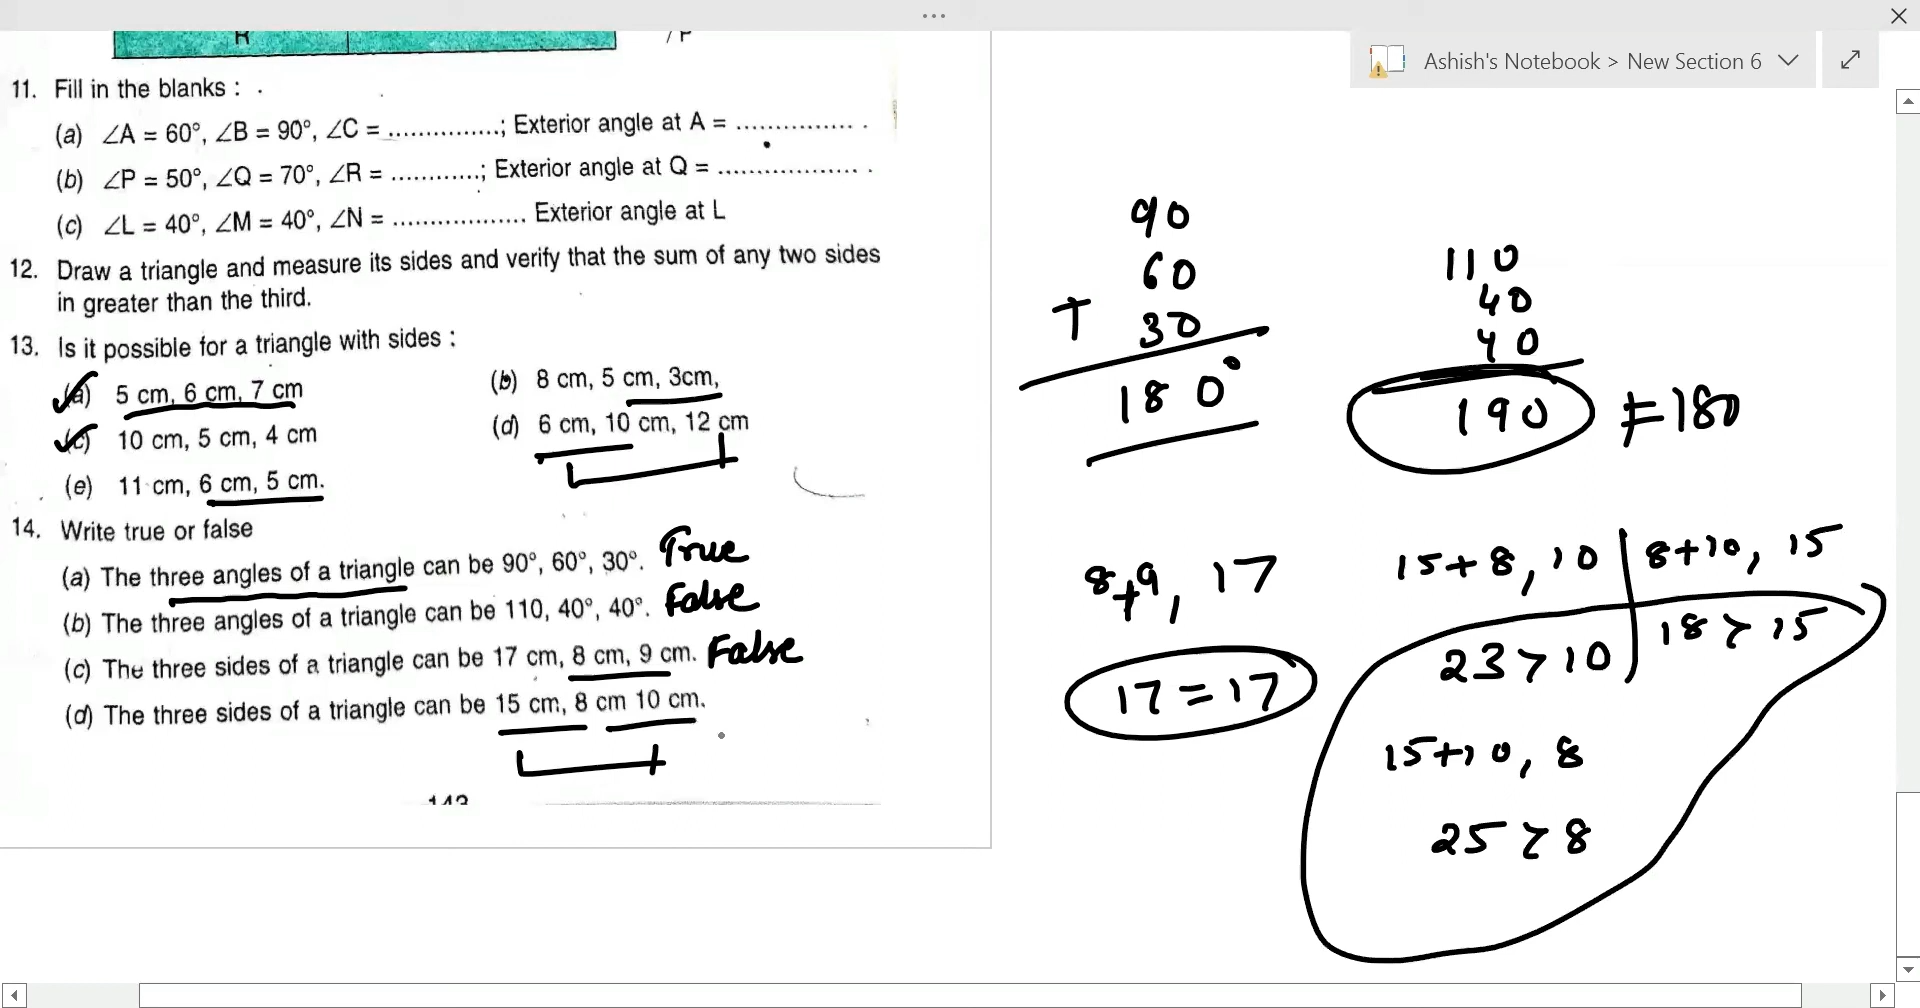 Ashish's Notebook > New Section 6
11. Fill in the blanks :
(a) ∠A = 60°, ∠B = 90°, ∠C = ...............; Exterior angle at A = ................
(b) ∠P = 50°, ∠Q = 70°, ∠R = ............; Exterior angle at Q = ...................
(c) ∠L = 40°, ∠M = 40°, ∠N = .................. Exterior angle at L
12. Draw a triangle and measure its sides and verify that the sum of any two sides
in greater than the third.
13. Is it possible for a triangle with sides :
(a) 5 cm, 6 cm, 7 cm
(b) 8 cm, 5 cm, 3cm,
(c) 10 cm, 5 cm, 4 cm
(d) 6 cm, 10 cm, 12 cm
(e) 11 cm, 6 cm, 5 cm.
14. Write true or false
(a) The three angles of a triangle can be 90°, 60°, 30°. True
(b) The three angles of a triangle can be 110, 40°, 40°. False
(c) The three sides of a triangle can be 17 cm, 8 cm, 9 cm. False
(d) The three sides of a triangle can be 15 cm, 8 cm 10 cm.
90
60
+ 30
180°
110
40
40
190 ≠ 180
8+9, 17
17 = 17
15+8, 10
23 > 10
8+10, 15
18 > 15
15+10, 8
25 > 8